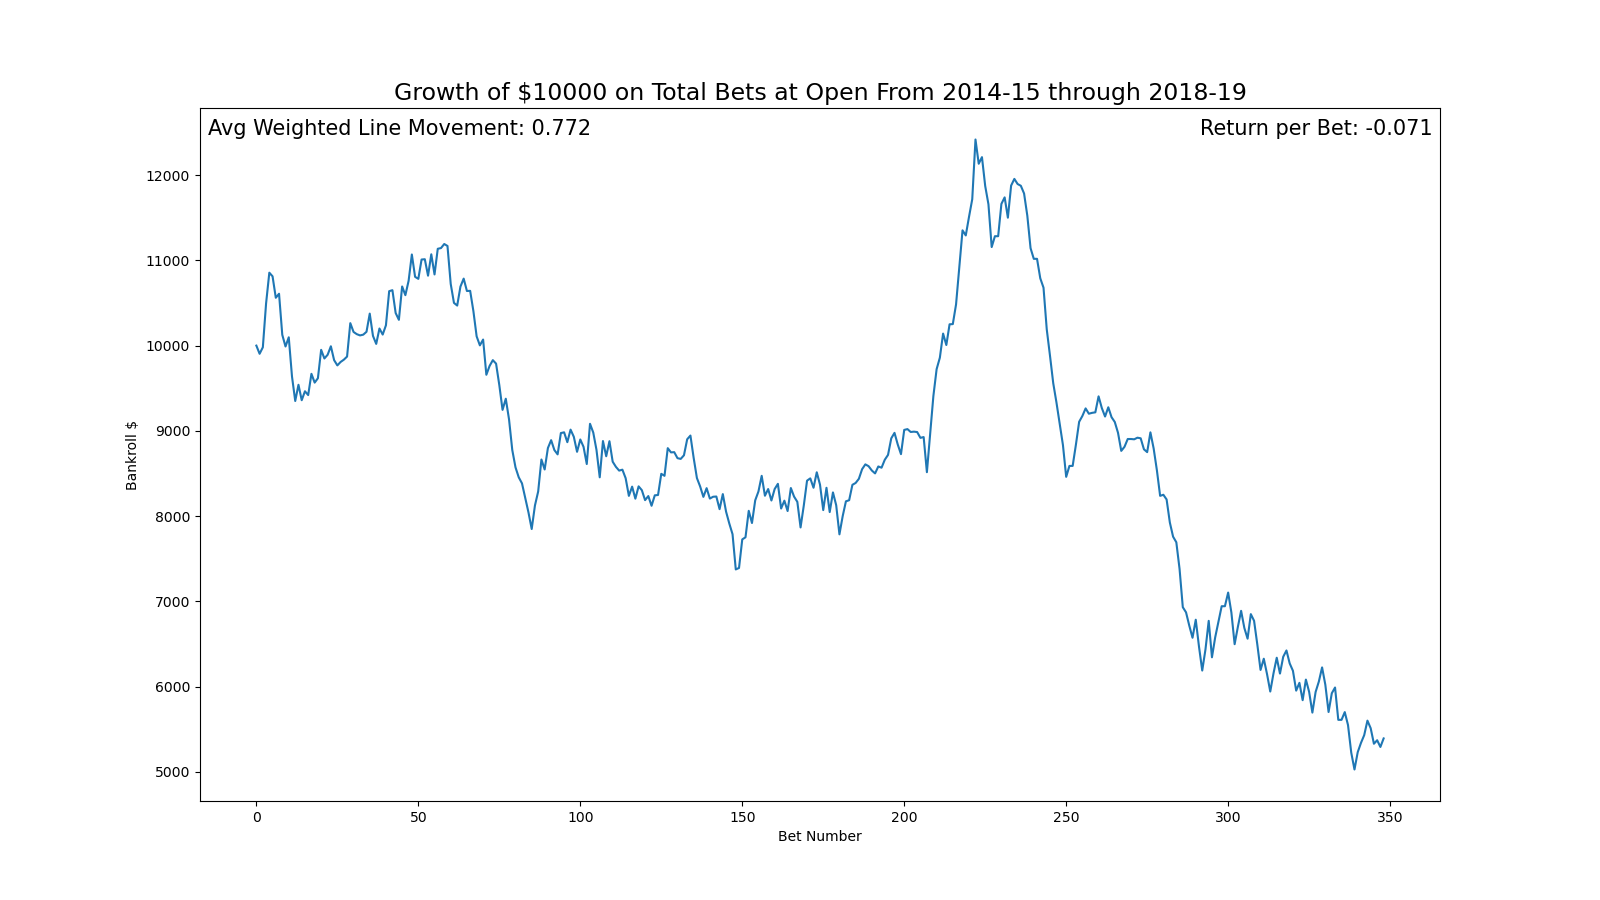 Growth of $10000 on Total Bets at Open From 2014-15 through 2018-19
Avg Weighted Line Movement: 0.772
Return per Bet: -0.071
12000
11000
10000
9000
8000
7000
6000
5000
Bankroll $
0 50 100 150 200 250 300 350
Bet Number